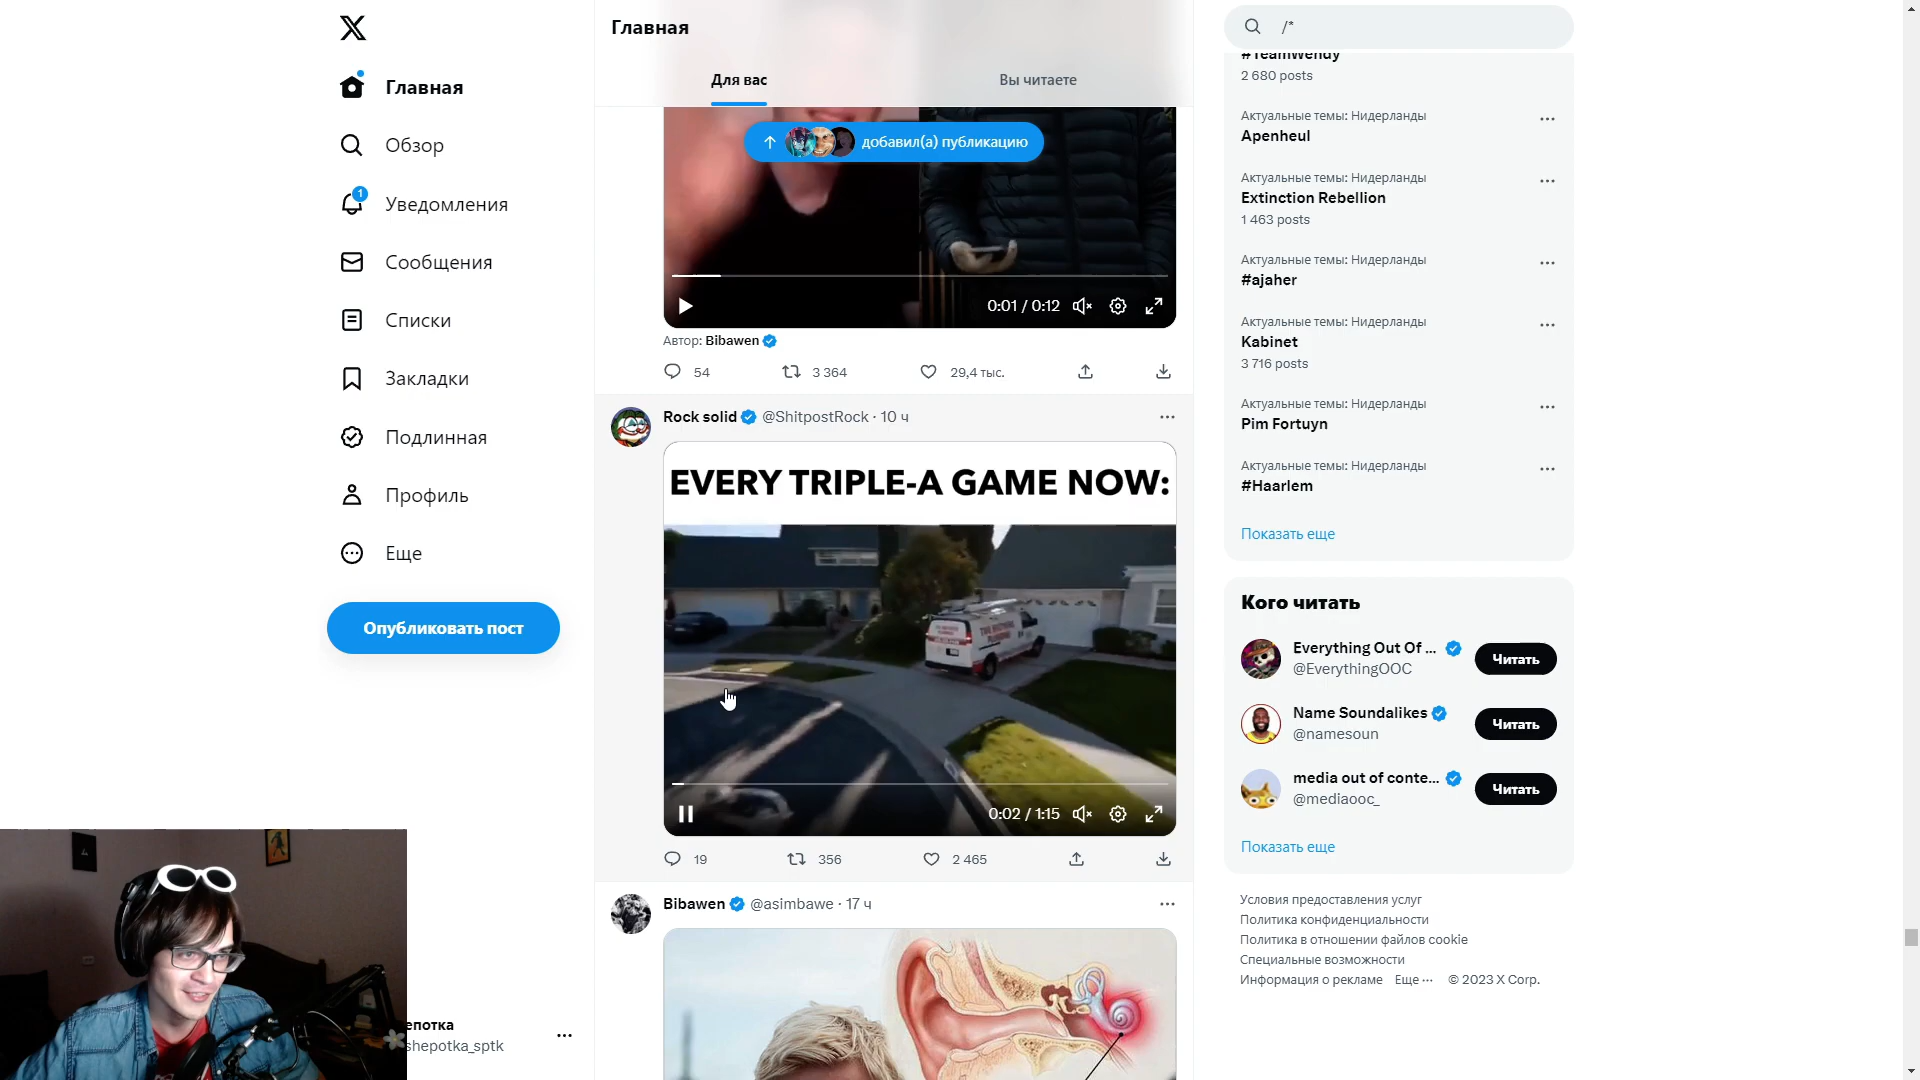 Главная
Обзор
1
Уведомления
Сообщения
Списки
Закладки
Подлинная
Профиль
Еще
Опубликовать пост
епотка
shepotka_sptk
Главная
Для вас
Вы читаете
добавил(а) публикацию
0:01 / 0:12
Автор: Bibawen
54
3 364
29,4 тыс.
Rock solid @ShitpostRock · 10 ч
EVERY TRIPLE-A GAME NOW:
0:02 / 1:15
19
356
2 465
Bibawen @asimbawe · 17 ч
/*
#TeamWendy
2 680 posts
Актуальные темы: Нидерланды
Apenheul
Актуальные темы: Нидерланды
Extinction Rebellion
1 463 posts
Актуальные темы: Нидерланды
#ajaher
Актуальные темы: Нидерланды
Kabinet
3 716 posts
Актуальные темы: Нидерланды
Pim Fortuyn
Актуальные темы: Нидерланды
#Haarlem
Показать еще
Кого читать
Everything Out Of ...
@EverythingOOC
Читать
Name Soundalikes
@namesoun
Читать
media out of conte...
@mediaooc_
Читать
Показать еще
Условия предоставления услуг
Политика конфиденциальности
Политика в отношении файлов cookie
Специальные возможности
Информация о рекламе Еще ··· © 2023 X Corp.